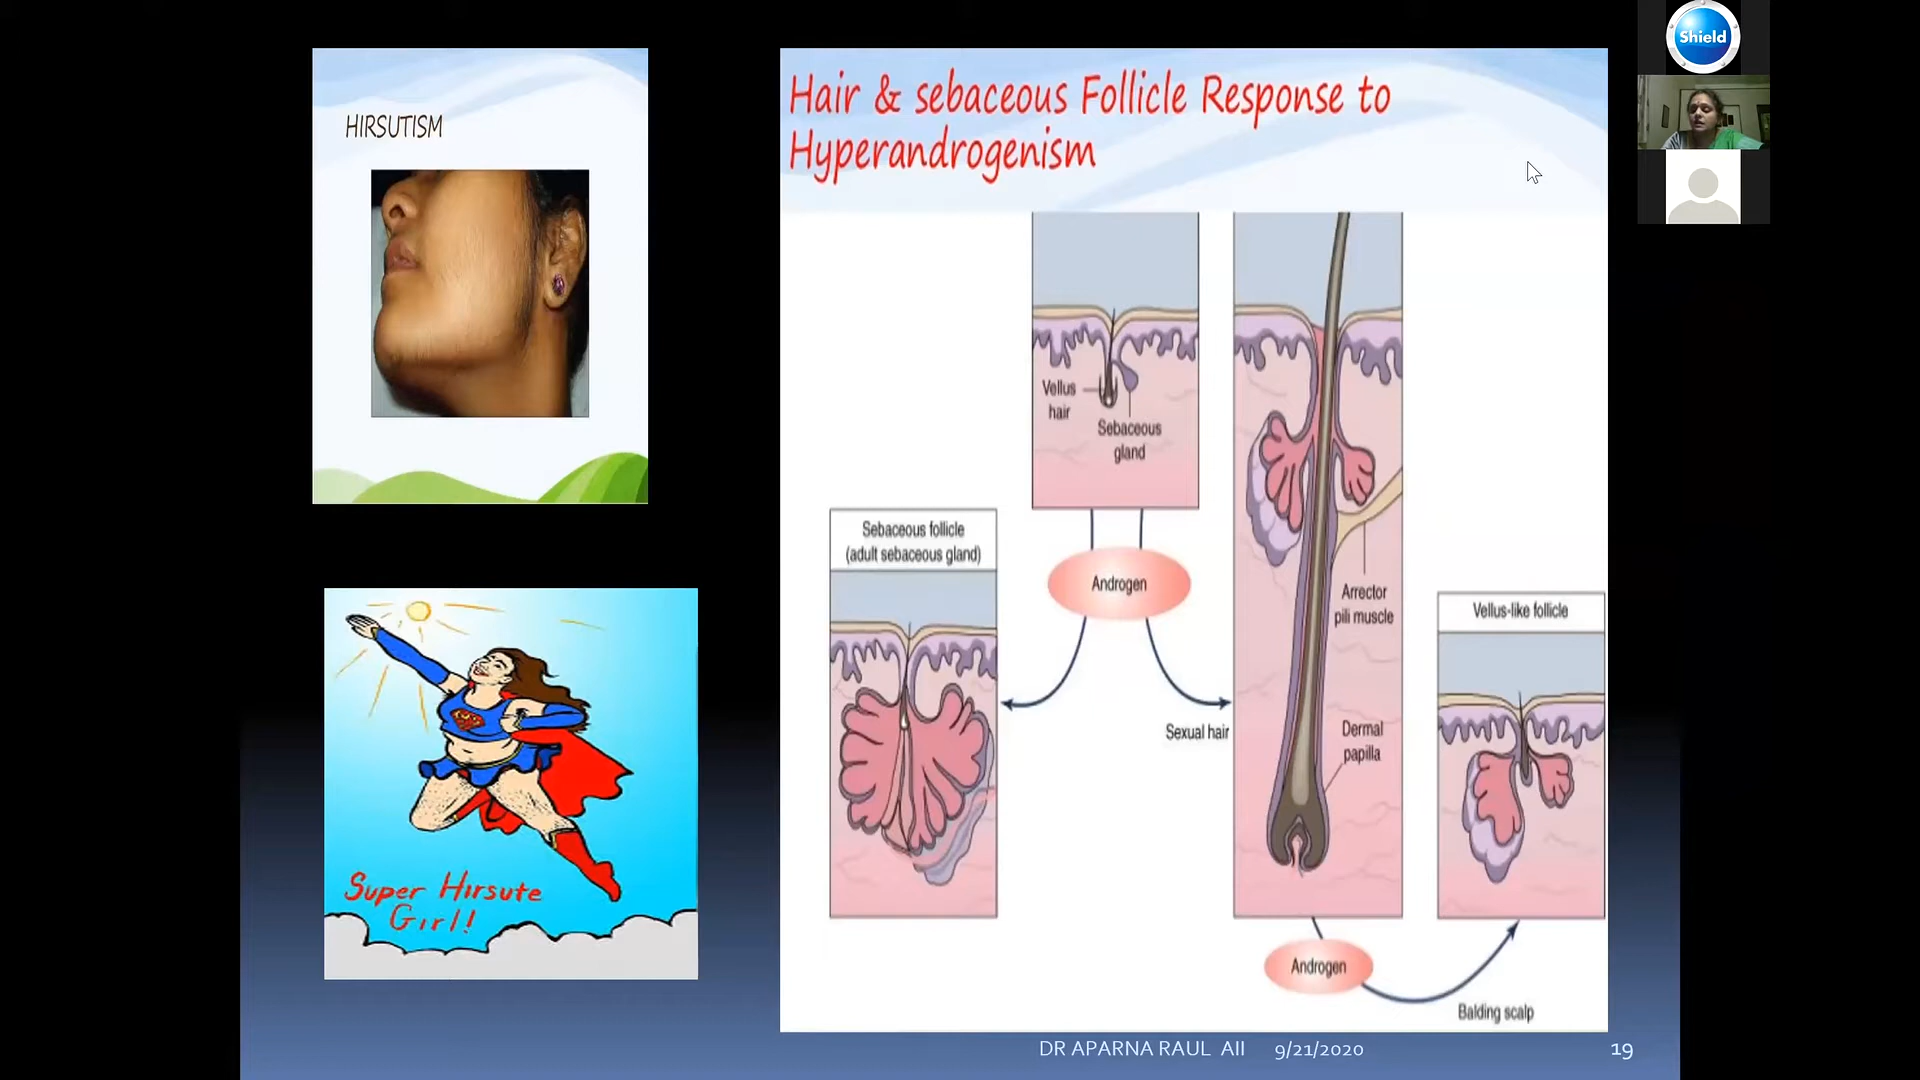 HIRSUTISM
Super Hirsute
Girl!
Hair & sebaceous Follicle Response to
Hyperandrogenism
Vellus
hair
Sebaceous
gland
Sebaceous follicle
(adult sebaceous gland)
Androgen
Sexual hair
Arrector
pili muscle
Dermal
papilla
Vellus-like follicle
Androgen
Balding scalp
DR APARNA RAUL AII 9/21/2020 19
Shield